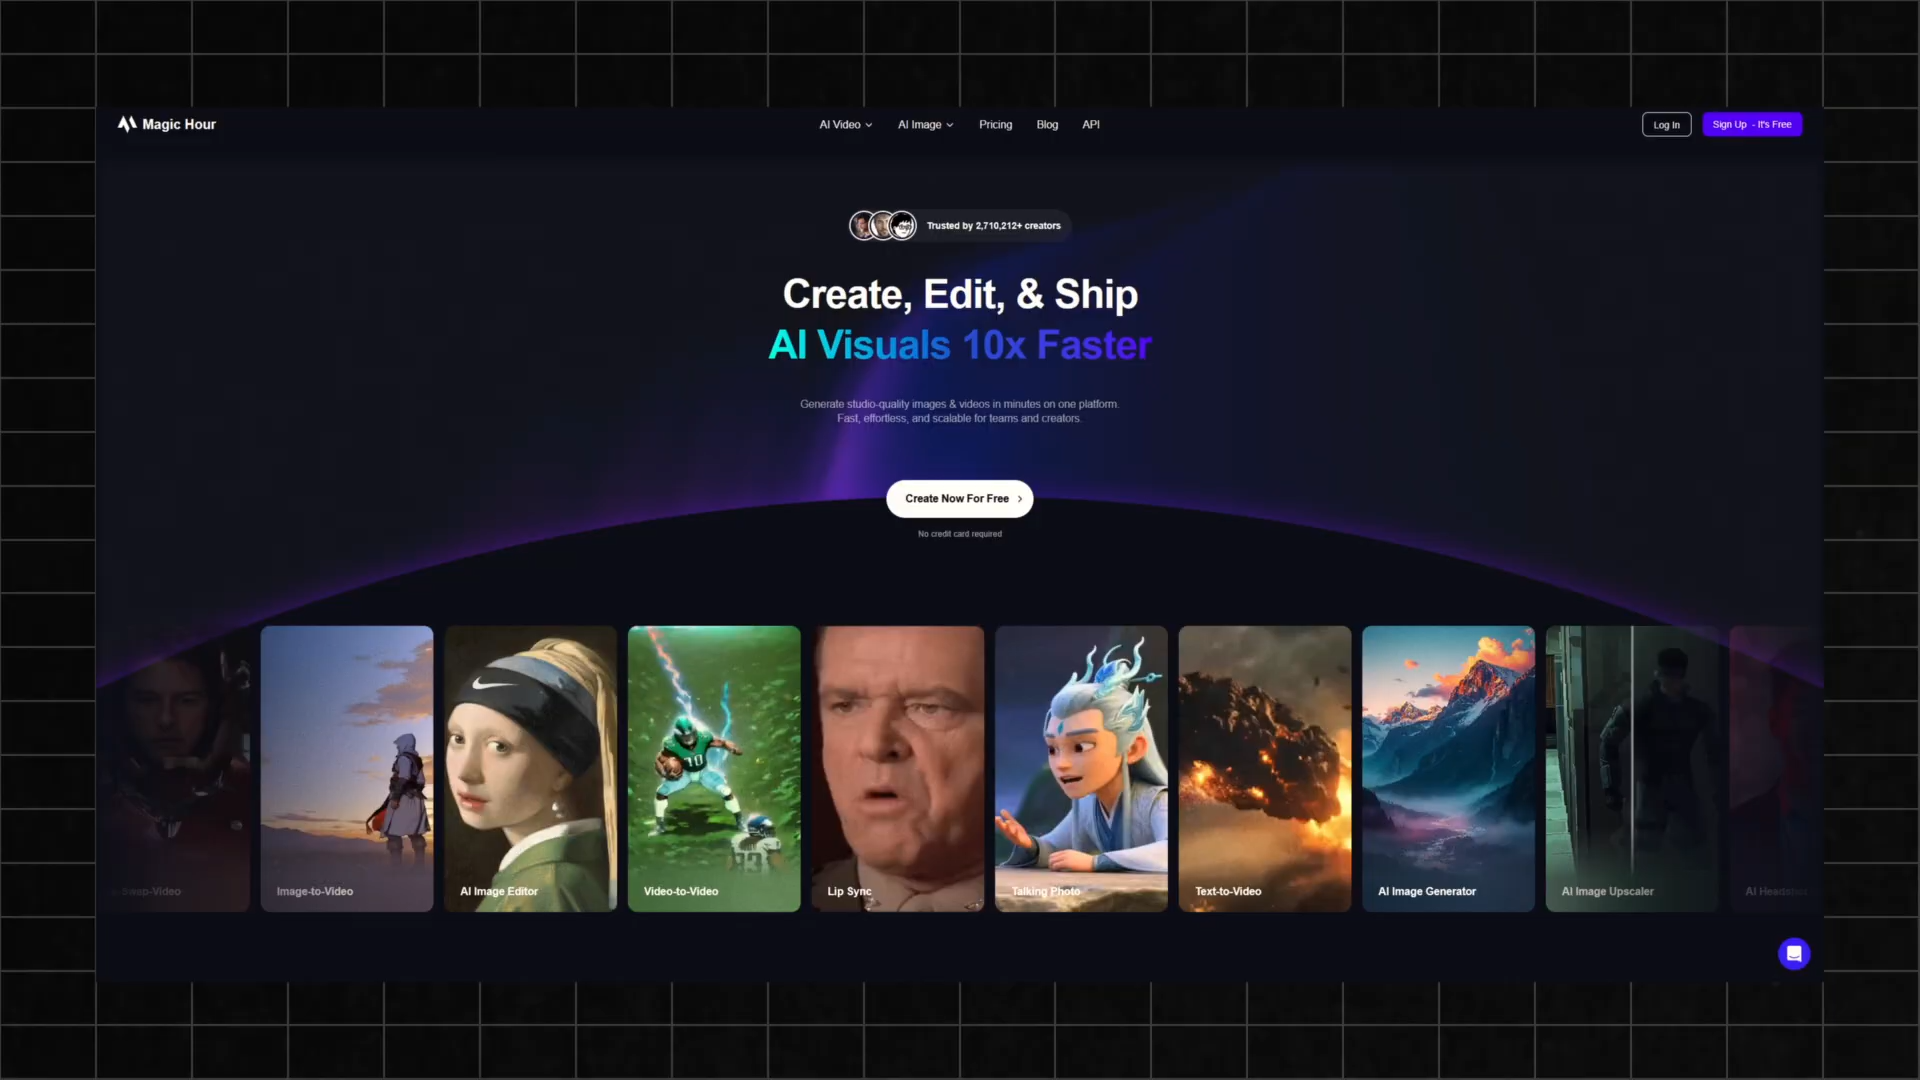 Magic Hour
AI Video
AI Image
Pricing
Blog
API
Log In
Sign Up - It's Free
Trusted by 2,710,212+ creators
Create, Edit, & Ship
AI Visuals 10x Faster
Generate studio-quality images & videos in minutes on one platform.
Fast, effortless, and scalable for teams and creators.
Create Now For Free
No credit card required
Swap-Video
Image-to-Video
AI Image Editor
Video-to-Video
Lip Sync
Talking Photo
Text-to-Video
AI Image Generator
AI Image Upscaler
AI Headshot